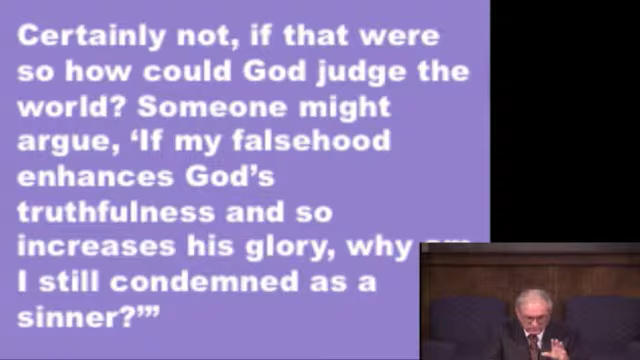 Certainly not, if that were
so how could God judge the
world? Someone might
argue, ‘If my falsehood
enhances God’s
truthfulness and so
increases his glory, why am
I still condemned as a
sinner?’”